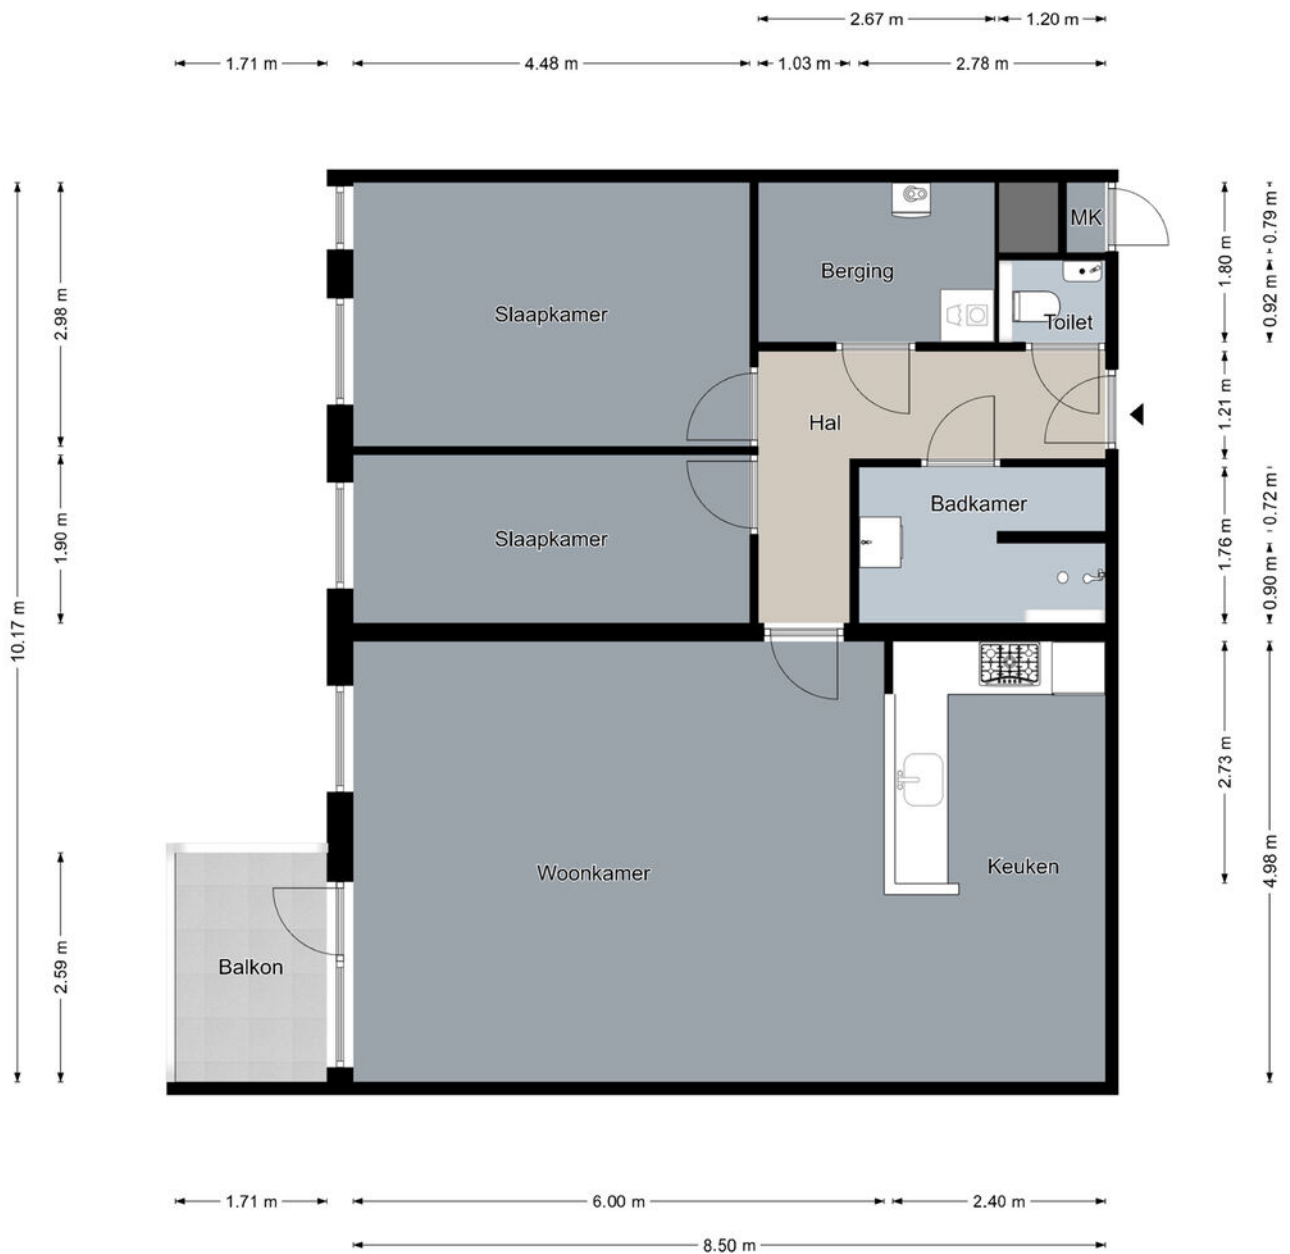 2.67 m
1.20 m
1.71 m
4.48 m
1.03 m
2.78 m
MK
Berging
Toilet
Slaapkamer
Hal
Slaapkamer
Badkamer
Woonkamer
Keuken
Balkon
10.17 m
2.98 m
1.90 m
2.59 m
1.80 m
1.21 m
1.76 m
2.73 m
0.79 m
0.92 m
0.72 m
0.90 m
4.98 m
1.71 m
6.00 m
2.40 m
8.50 m